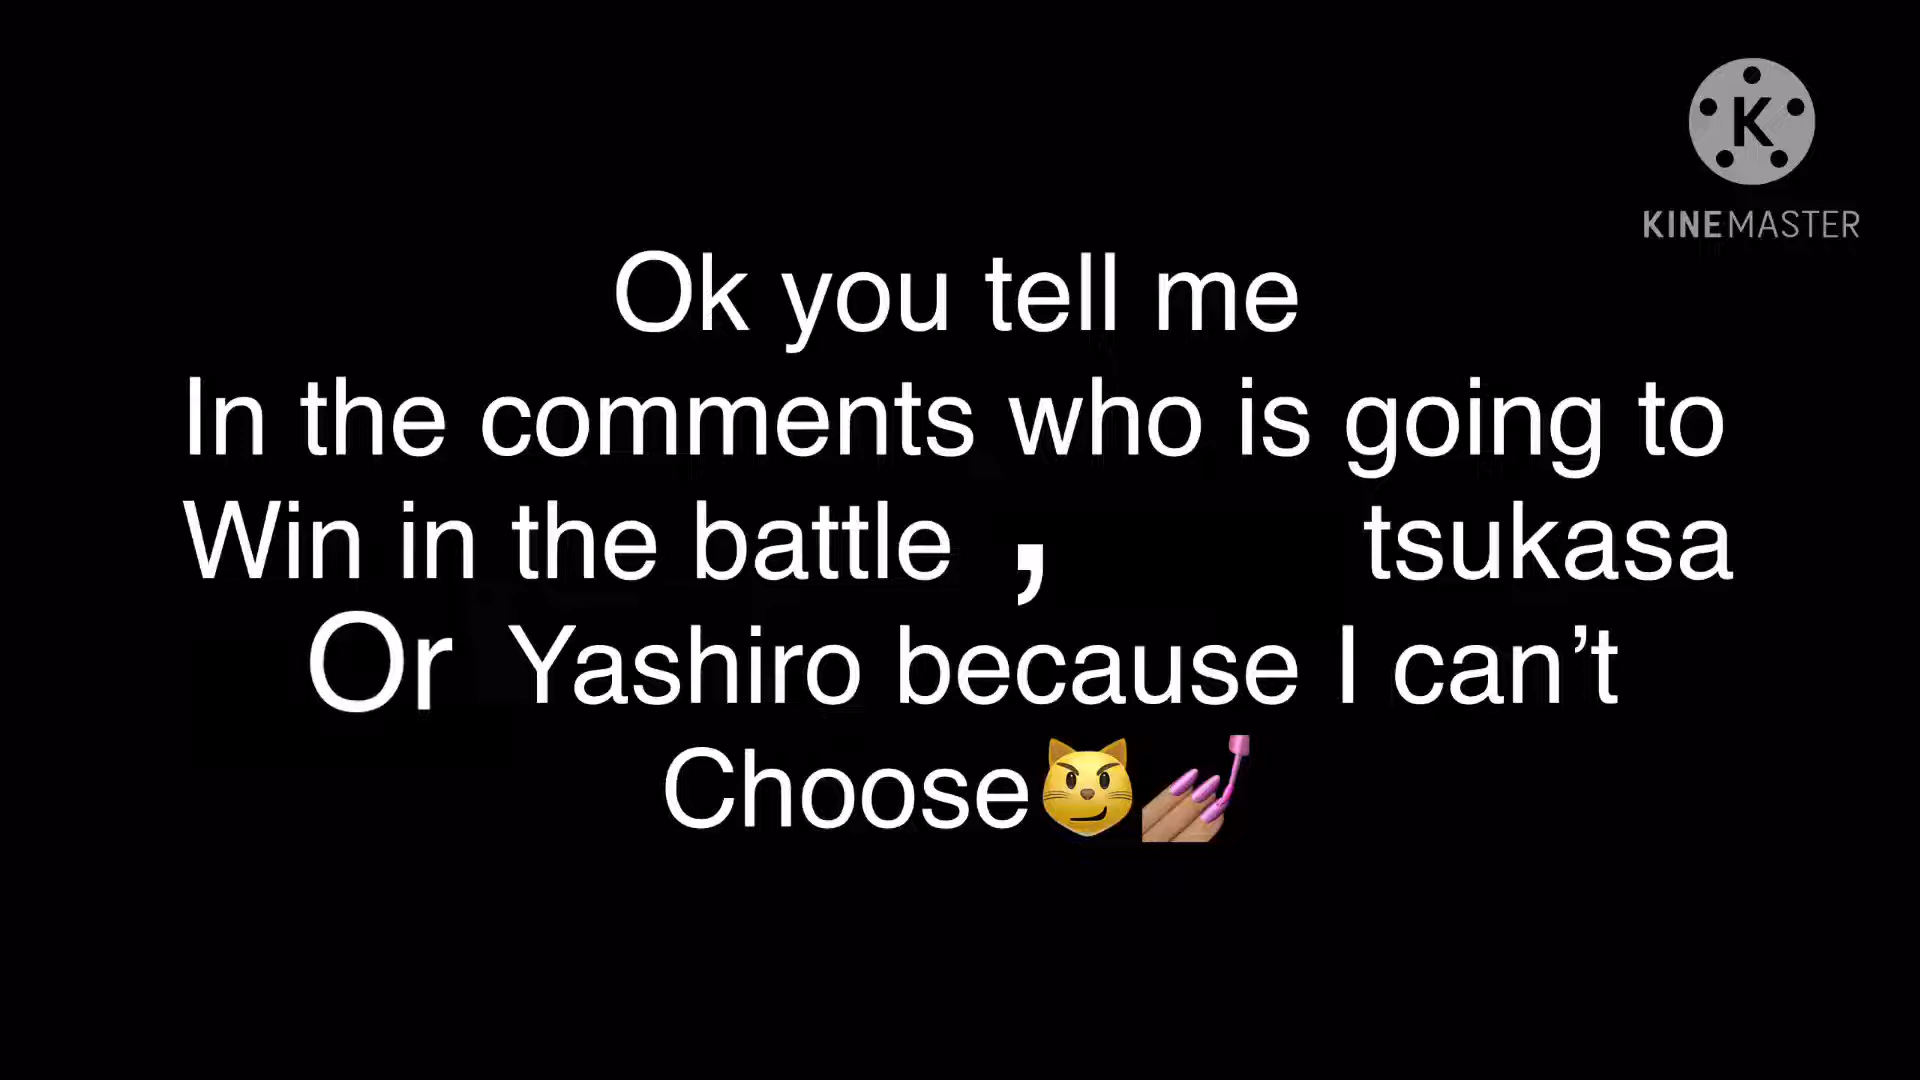 K
KINEMASTER
Ok you tell me
In the comments who is going to
Win in the battle , tsukasa
Or Yashiro because I can’t
Choose😼💅🏽